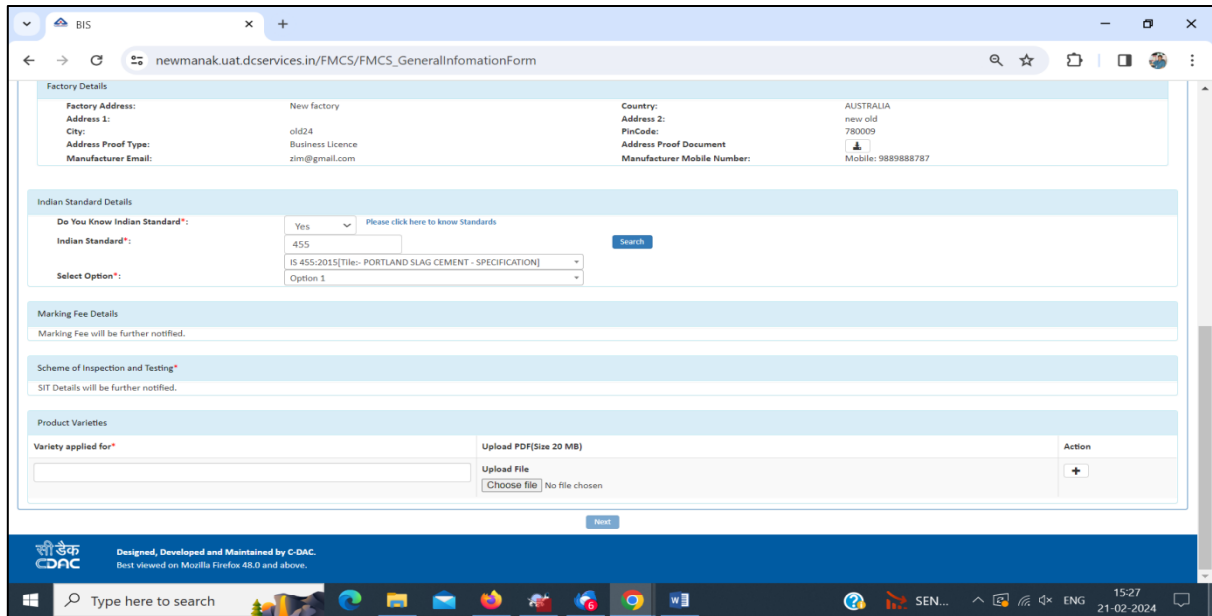 BIS
newmanak.uat.dcservices.in/FMCS/FMCS_GeneralInfomationForm
Factory Details
Factory Address: New factory Country: AUSTRALIA
Address 1: Address 2: new old
City: old24 PinCode: 780009
Address Proof Type: Business Licence Address Proof Document
Manufacturer Email: zim@gmail.com Manufacturer Mobile Number: Mobile: 9889888787
Indian Standard Details
Do You Know Indian Standard*: Yes Please click here to know Standards
Indian Standard*: 455 Search
IS 455:2015[Tile:- PORTLAND SLAG CEMENT - SPECIFICATION]
Select Option*: Option 1
Marking Fee Details
Marking Fee will be further notified.
Scheme of Inspection and Testing*
SIT Details will be further notified.
Product Varieties
Variety applied for* Upload PDF(Size 20 MB) Action
Upload File
Choose file No file chosen
Next
सी डैक
CDAC
Designed, Developed and Maintained by C-DAC.
Best viewed on Mozilla Firefox 48.0 and above.
Type here to search 6 SEN... ENG 15:27
21-02-2024